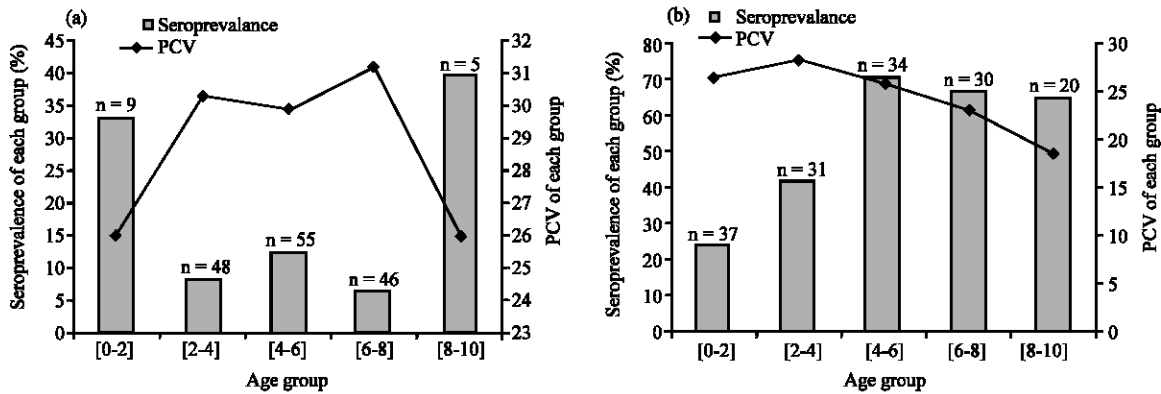 (a)
Seroprevalance
PCV
Seroprevalence of each group (%)
45
40
35
30
25
20
15
10
5
0
n = 9
n = 48
n = 55
n = 46
n = 5
32
31
30
29
28
27
26
25
24
23
PCV of each group
[0-2] [2-4] [4-6] [6-8] [8-10]
Age group
(b)
Seroprevalance
PCV
Seroprevalence of each group (%)
80
70
60
50
40
30
20
10
0
n = 37
n = 31
n = 34
n = 30
n = 20
30
25
20
15
10
5
0
PCV of each group
[0-2] [2-4] [4-6] [6-8] [8-10]
Age group